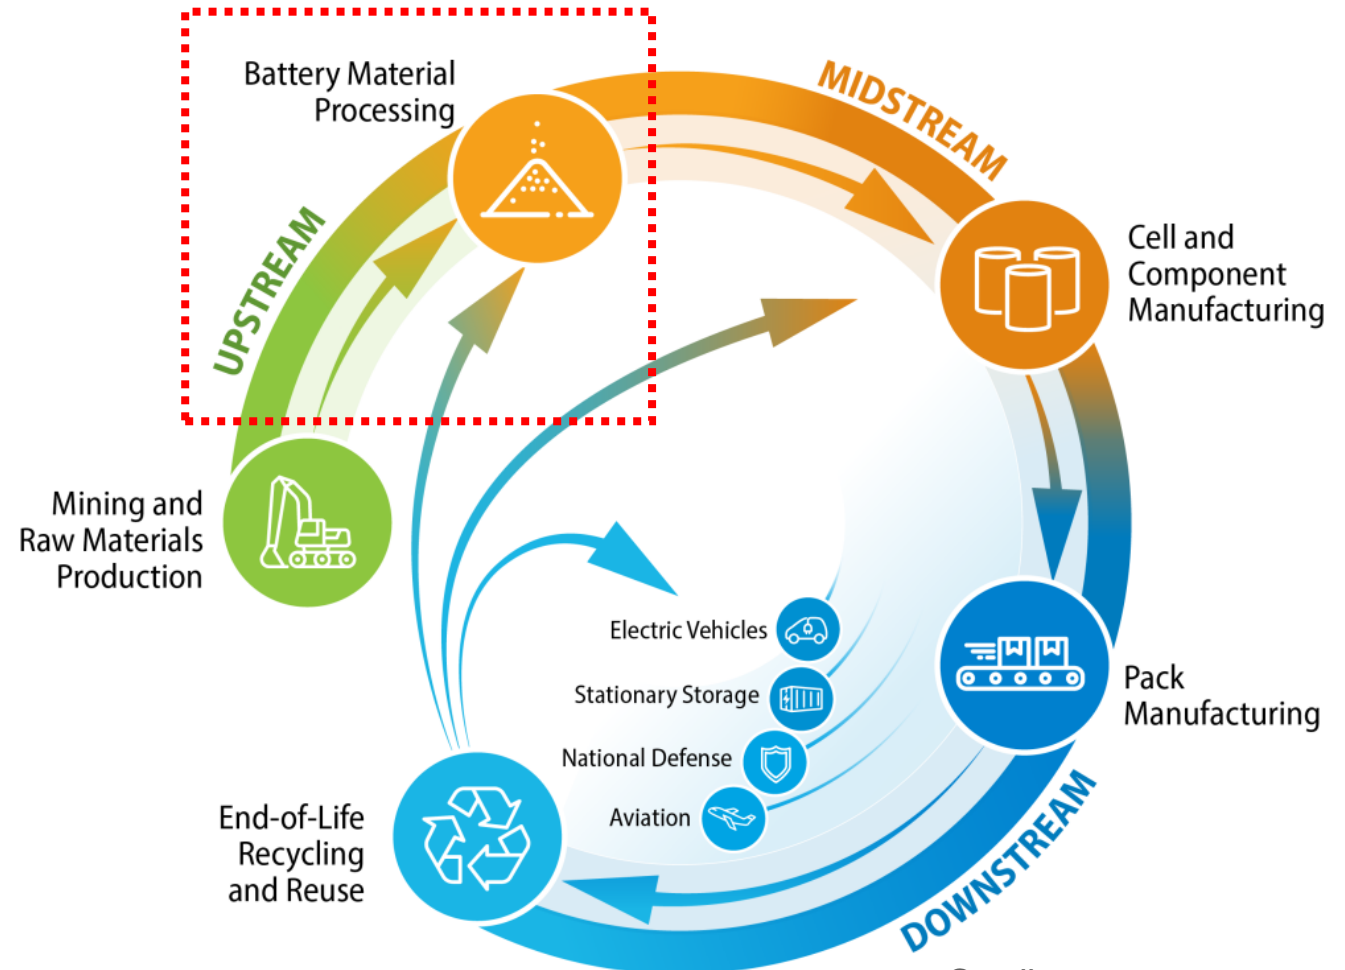 Battery Material
Processing
MIDSTREAM
UPSTREAM
Cell and
Component
Manufacturing
Mining and
Raw Materials
Production
Electric Vehicles
Stationary Storage
National Defense
Aviation
Pack
Manufacturing
End-of-Life
Recycling
and Reuse
DOWNSTREAM